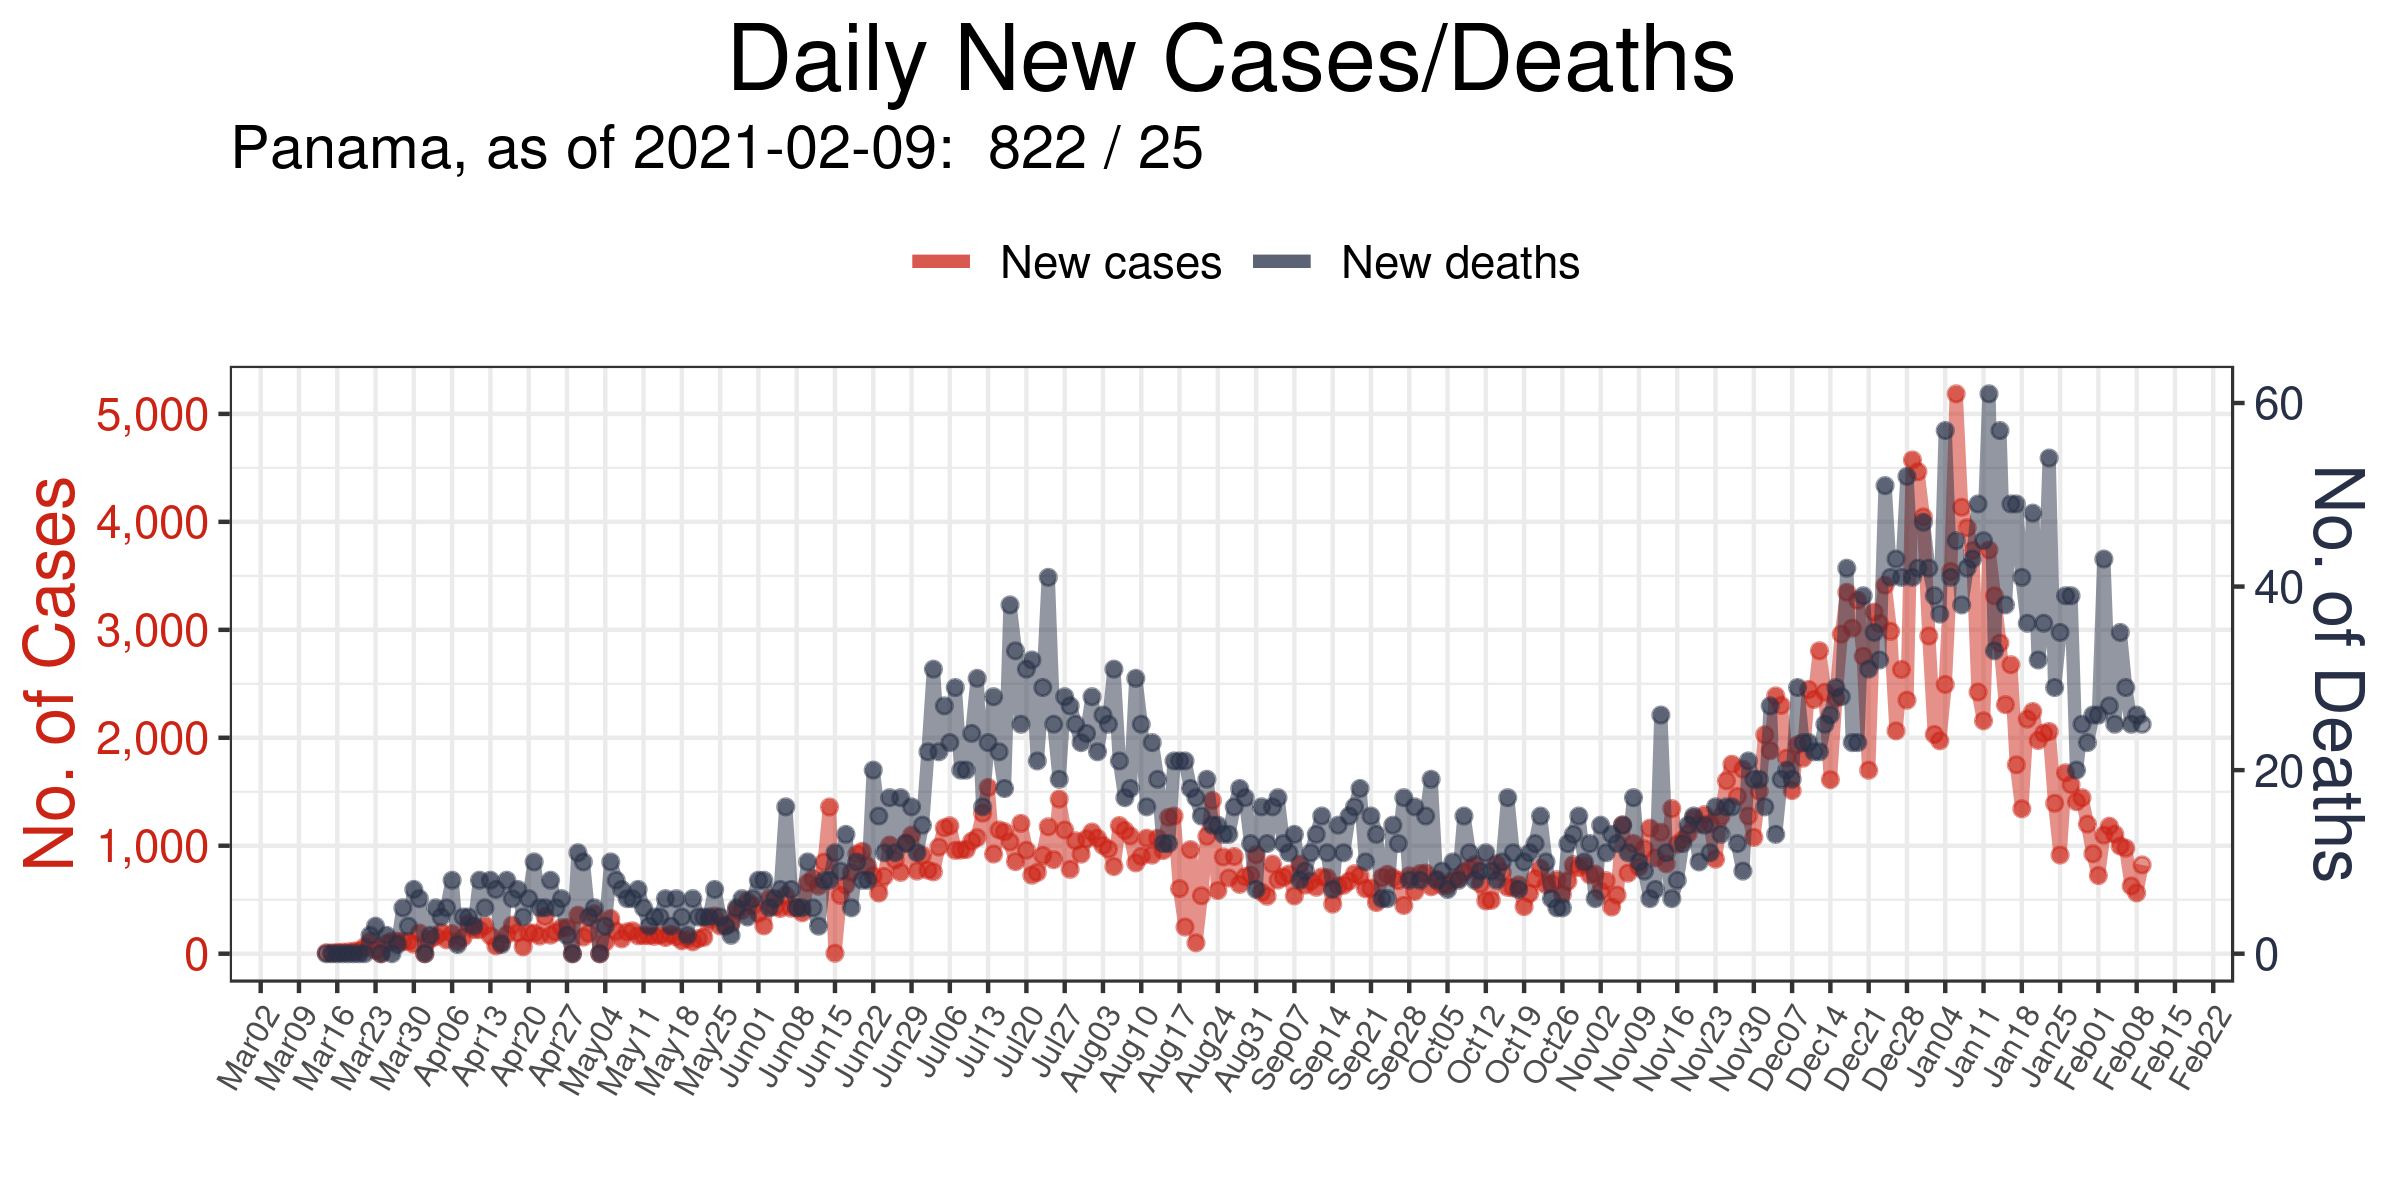 Daily New Cases/Deaths
Panama, as of 2021-02-09: 822 / 25
New cases
New deaths
No. of Cases
5,000
4,000
3,000
2,000
1,000
0
60
40
20
0
No. of Deaths
Mar02
Mar09
Mar16
Mar23
Mar30
Apr06
Apr13
Apr20
Apr27
May04
May11
May18
May25
Jun01
Jun08
Jun15
Jun22
Jun29
Jul06
Jul13
Jul20
Jul27
Aug03
Aug10
Aug17
Aug24
Aug31
Sep07
Sep14
Sep21
Sep28
Oct05
Oct12
Oct19
Oct26
Nov02
Nov09
Nov16
Nov23
Nov30
Dec07
Dec14
Dec21
Dec28
Dec04
Jan11
Jan18
Jan25
Feb01
Feb08
Feb15
Feb22